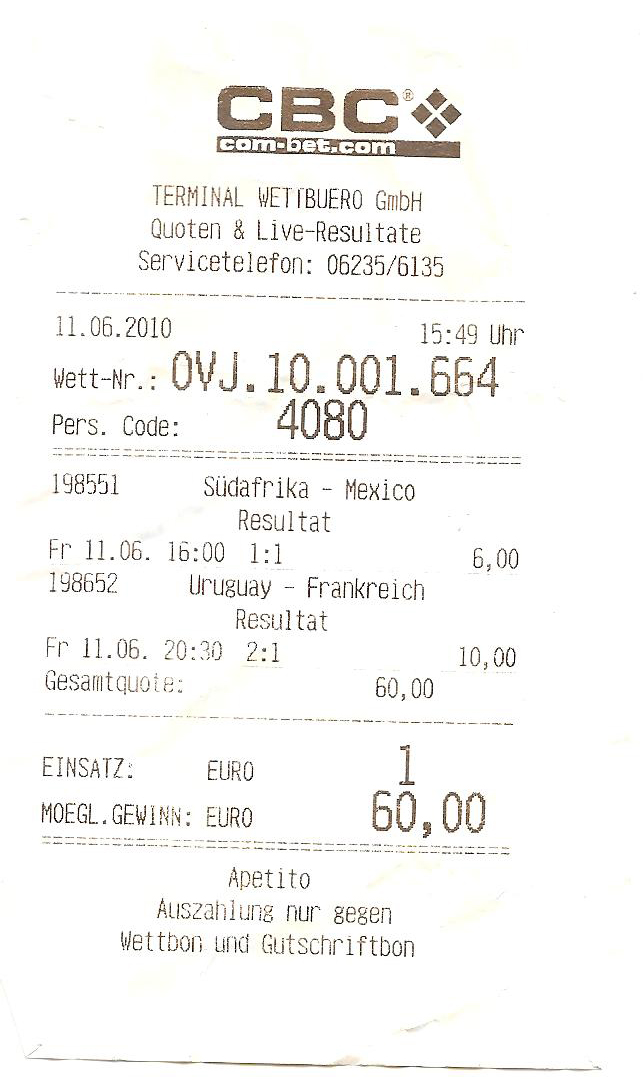 CBC®
com-bet.com
TERMINAL WETTBUERO GmbH
Quoten & Live-Resultate
Servicetelefon: 06235/6135
11.06.2010 15:49 Uhr
Wett-Nr.: OVJ.10.001.664
Pers. Code: 4080
198551 Südafrika - Mexico
Resultat
Fr 11.06. 16:00 1:1 6,00
198652 Uruguay - Frankreich
Resultat
Fr 11.06. 20:30 2:1 10,00
Gesamtquote: 60,00
EINSATZ: EURO 1
MOEGL.GEWINN: EURO 60,00
Apetito
Auszahlung nur gegen
Wettbon und Gutschriftbon